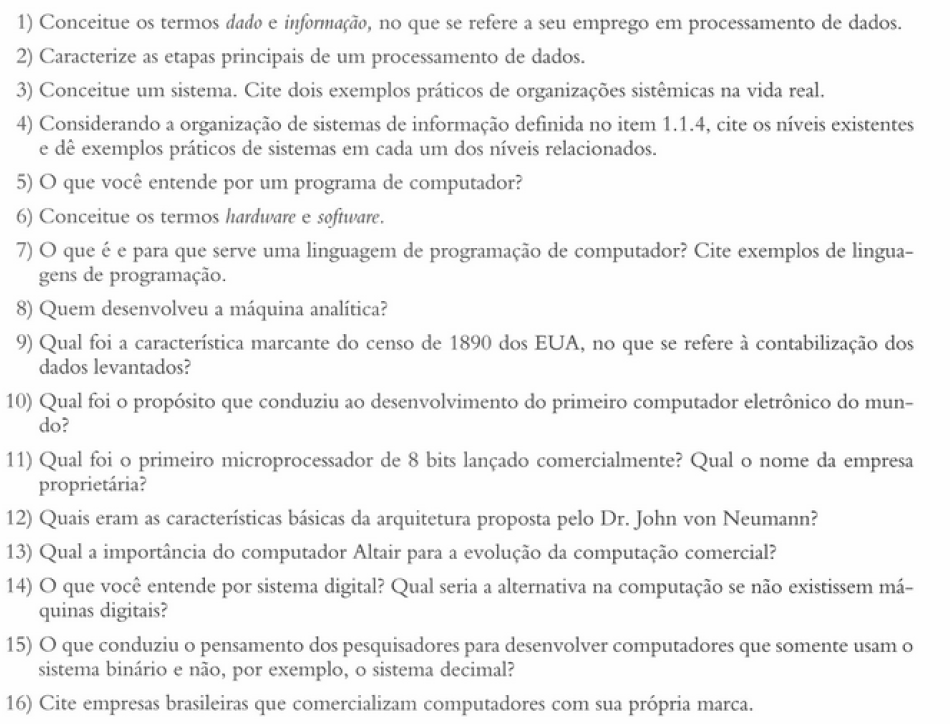 1) Conceitue os termos dado e informação, no que se refere a seu emprego em processamento de dados.
2) Caracterize as etapas principais de um processamento de dados.
3) Conceitue um sistema. Cite dois exemplos práticos de organizações sistêmicas na vida real.
4) Considerando a organização de sistemas de informação definida no item 1.1.4, cite os níveis existentes
e dê exemplos práticos de sistemas em cada um dos níveis relacionados.
5) O que você entende por um programa de computador?
6) Conceitue os termos hardware e software.
7) O que é e para que serve uma linguagem de programação de computador? Cite exemplos de lingua-
gens de programação.
8) Quem desenvolveu a máquina analítica?
9) Qual foi a característica marcante do censo de 1890 dos EUA, no que se refere à contabilização dos
dados levantados?
10) Qual foi o propósito que conduziu ao desenvolvimento do primeiro computador eletrônico do mun-
do?
11) Qual foi o primeiro microprocessador de 8 bits lançado comercialmente? Qual o nome da empresa
proprietária?
12) Quais eram as características básicas da arquitetura proposta pelo Dr. John von Neumann?
13) Qual a importância do computador Altair para a evolução da computação comercial?
14) O que você entende por sistema digital? Qual seria a alternativa na computação se não existissem má-
quinas digitais?
15) O que conduziu o pensamento dos pesquisadores para desenvolver computadores que somente usam o
sistema binário e não, por exemplo, o sistema decimal?
16) Cite empresas brasileiras que comercializam computadores com sua própria marca.